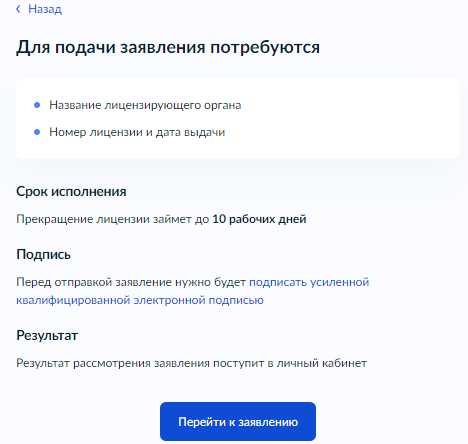 Назад
Для подачи заявления потребуются
Название лицензирующего органа
Номер лицензии и дата выдачи
Срок исполнения
Прекращение лицензии займет до 10 рабочих дней
Подпись
Перед отправкой заявление нужно будет подписать усиленной
квалифицированной электронной подписью
Результат
Результат рассмотрения заявления поступит в личный кабинет
Перейти к заявлению